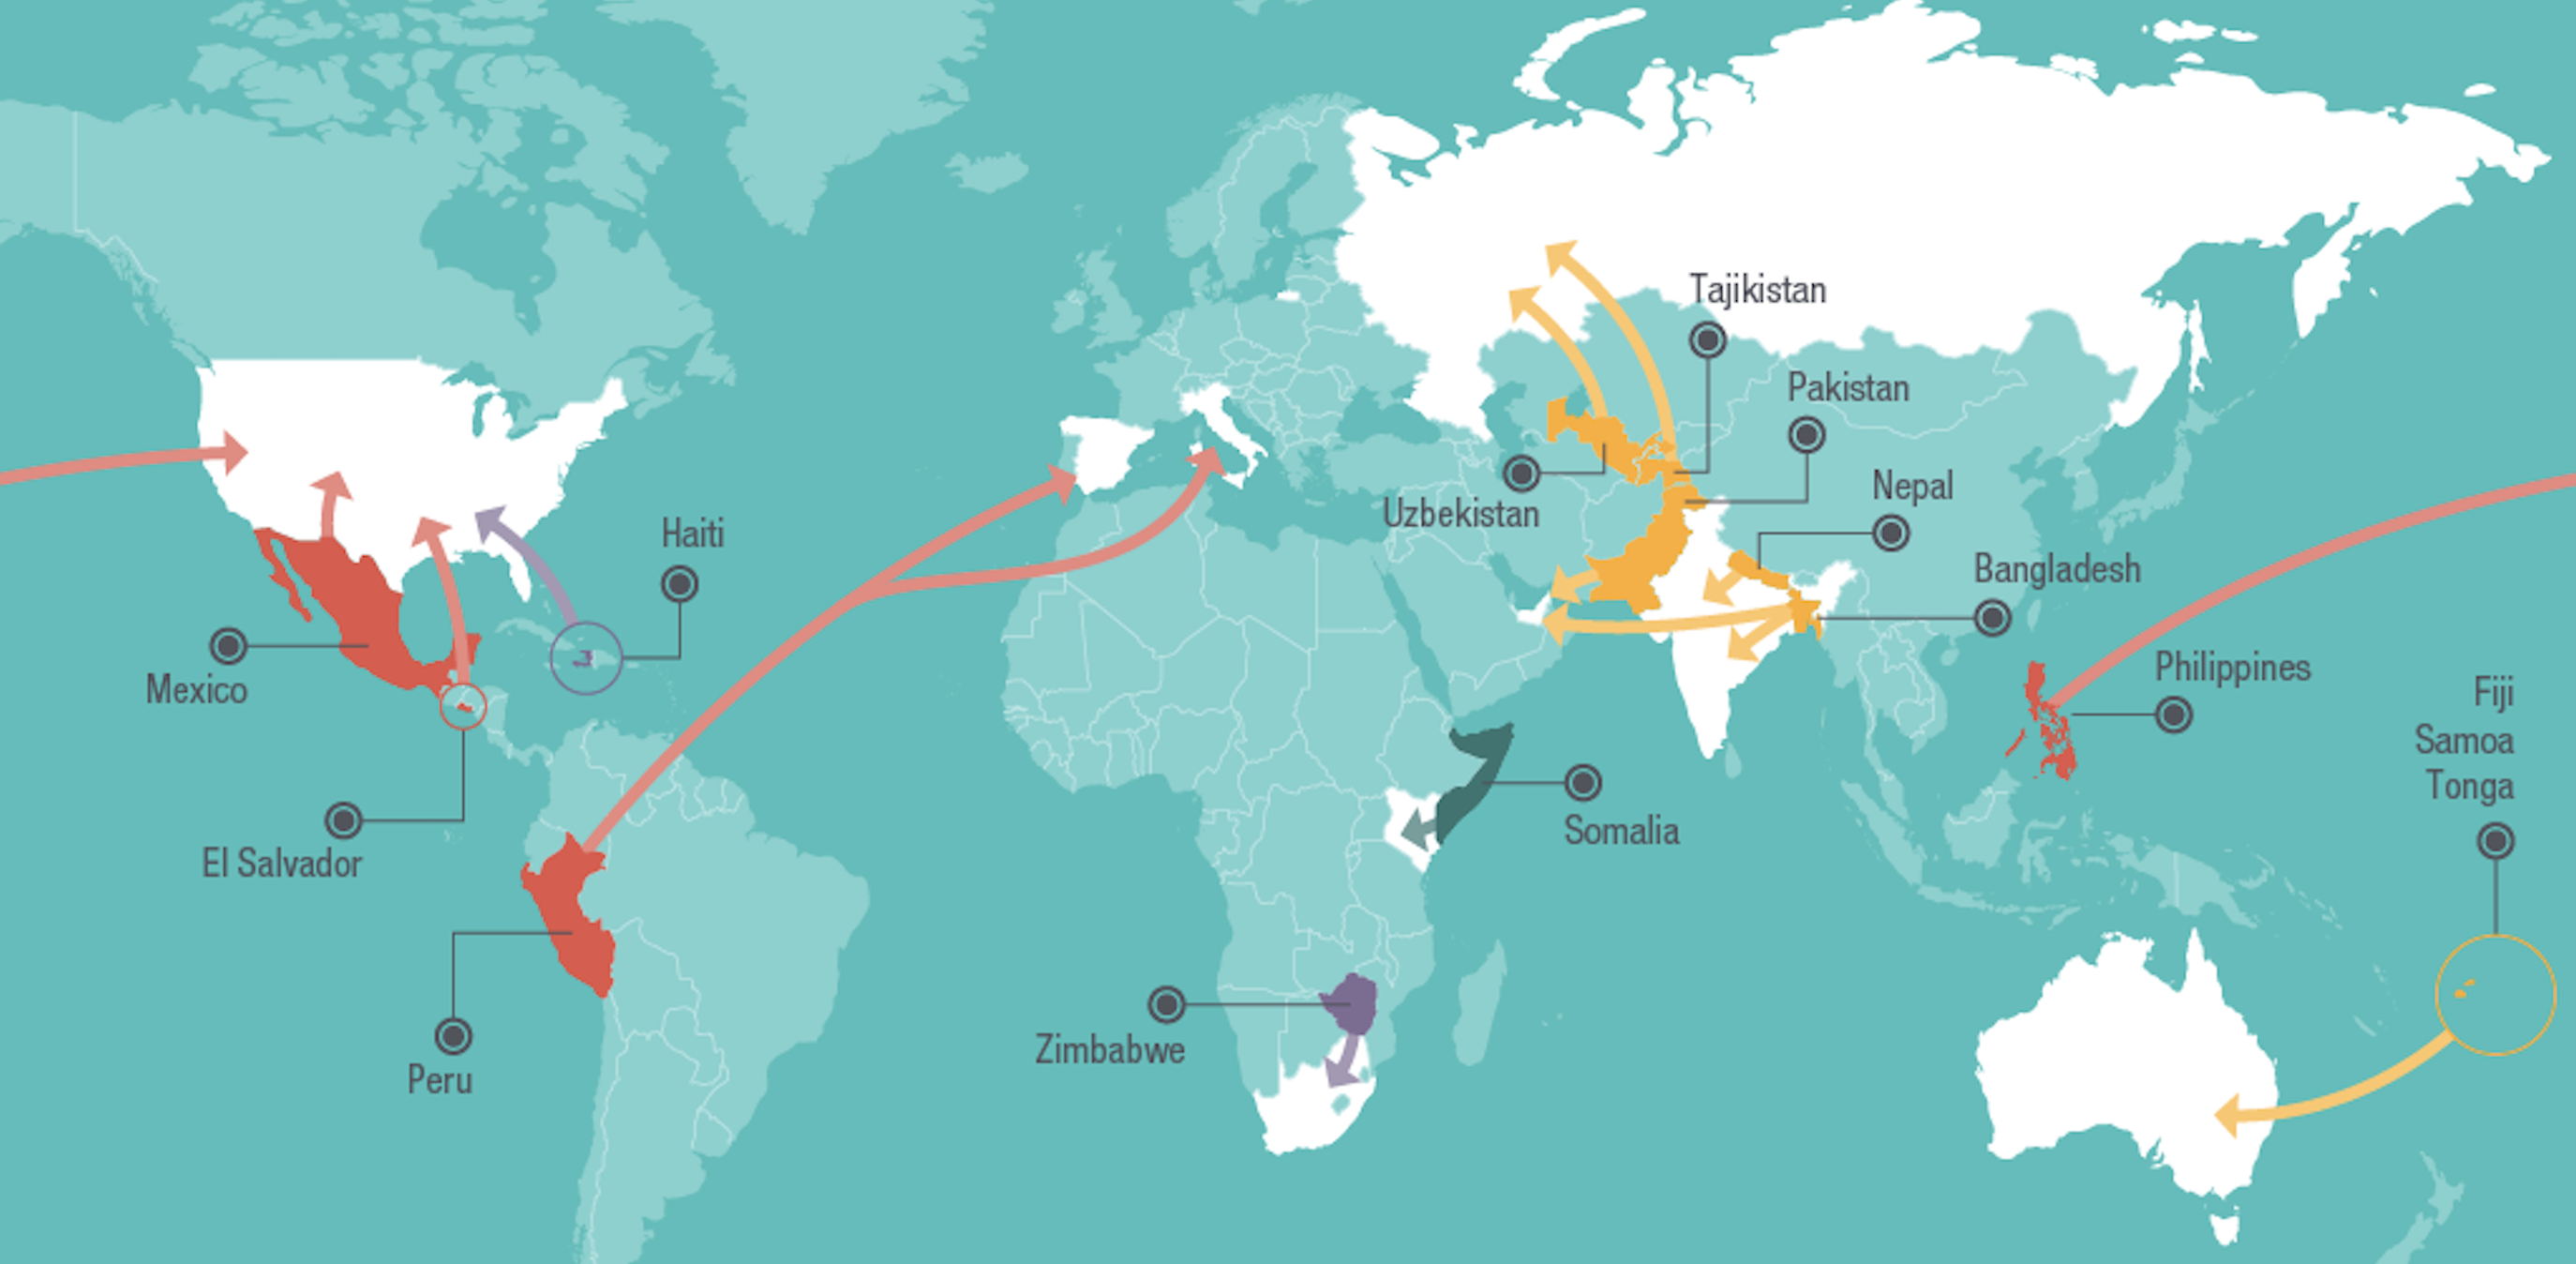 Tajikistan
Pakistan
Nepal
Uzbekistan
Haiti
Bangladesh
Mexico
Philippines
Fiji
Samoa
Tonga
El Salvador
Somalia
Zimbabwe
Peru